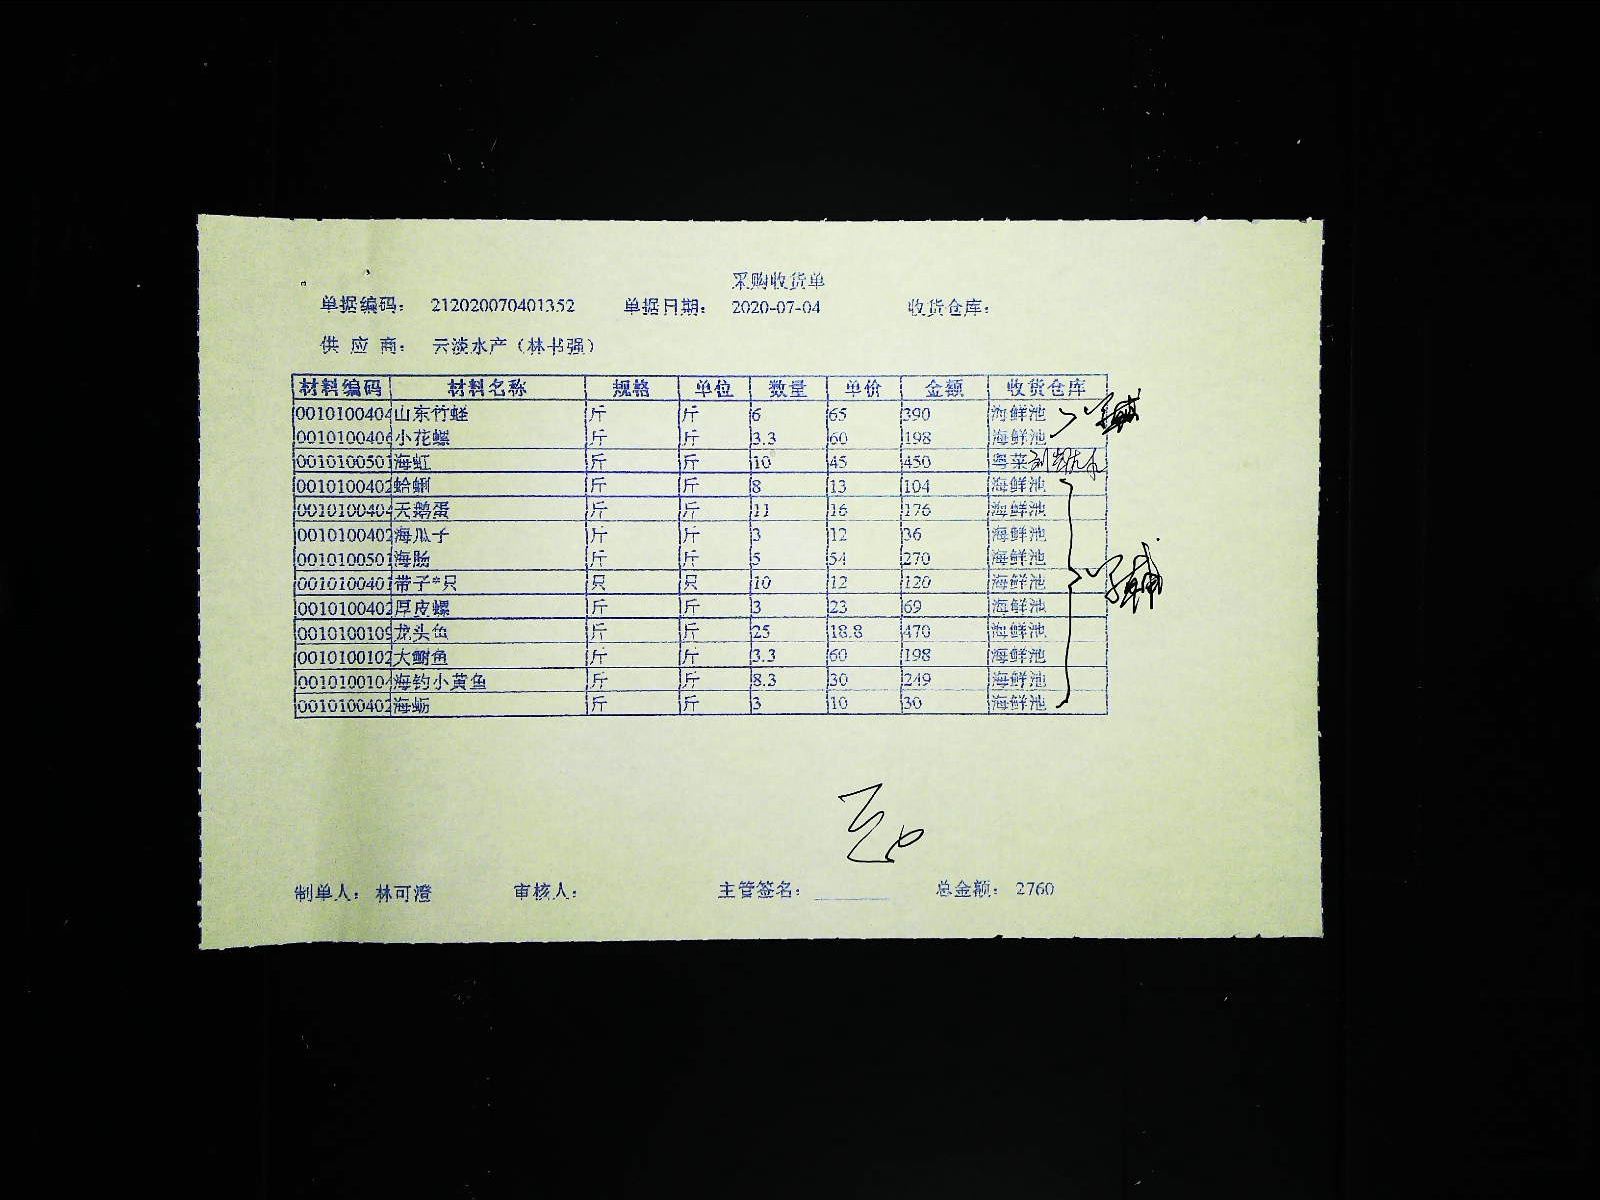 采购收货单
单据编码： 212020070401352 单据日期： 2020-07-04 收货仓库：
供 应 商： 云淡水产（林书强）
材料编码 材料名称 规格 单位 数量 单价 金额 收货仓库
0010100404 山东竹蛏 斤 斤 6 65 390 海鲜池
0010100406 小花螺 斤 斤 3.3 60 198 海鲜池
0010100501 海虹 斤 斤 10 45 450 粤菜
0010100402 蛤蜊 斤 斤 8 13 104 海鲜池
0010100404 天鹅蛋 斤 斤 11 16 176 海鲜池
0010100402 海瓜子 斤 斤 3 12 36 海鲜池
0010100501 海肠 斤 斤 5 54 270 海鲜池
0010100401 带子*只 只 只 10 12 120 海鲜池
0010100402 厚皮螺 斤 斤 3 23 69 海鲜池
0010100109 龙头鱼 斤 斤 25 18.8 470 海鲜池
0010100102 大鲥鱼 斤 斤 3.3 60 198 海鲜池
0010100104 海钓小黄鱼 斤 斤 8.3 30 249 海鲜池
0010100402 海蛎 斤 斤 3 10 30 海鲜池
制单人： 林可澄 审核人： 主管签名： 总金额： 2760